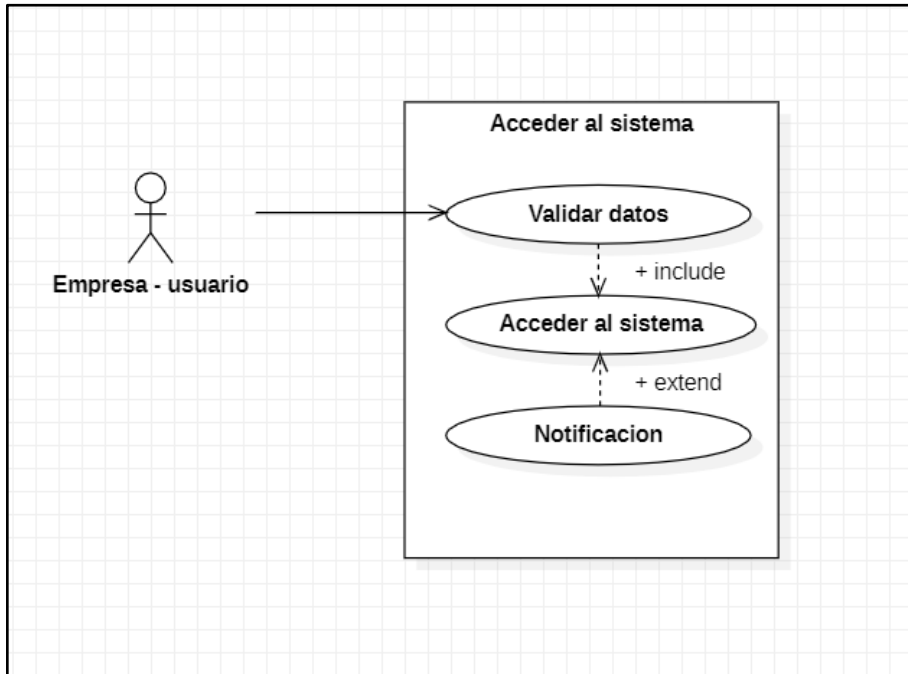 Acceder al sistema
Validar datos
+ include
Empresa - usuario
Acceder al sistema
+ extend
Notificacion